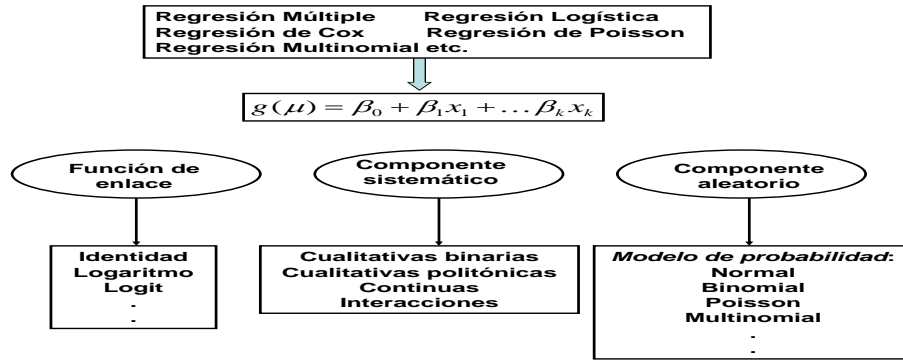 Regresión Múltiple Regresión Logística
Regresión de Cox Regresión de Poisson
Regresión Multinomial etc.
g(μ) = β₀ + β₁x₁ + ... βₖxₖ
Función de
enlace
Componente
sistemático
Componente
aleatorio
Identidad
Logaritmo
Logit
.
.
Cualitativas binarias
Cualitativas politónicas
Continuas
Interacciones
Modelo de probabilidad:
Normal
Binomial
Poisson
Multinomial
.
.